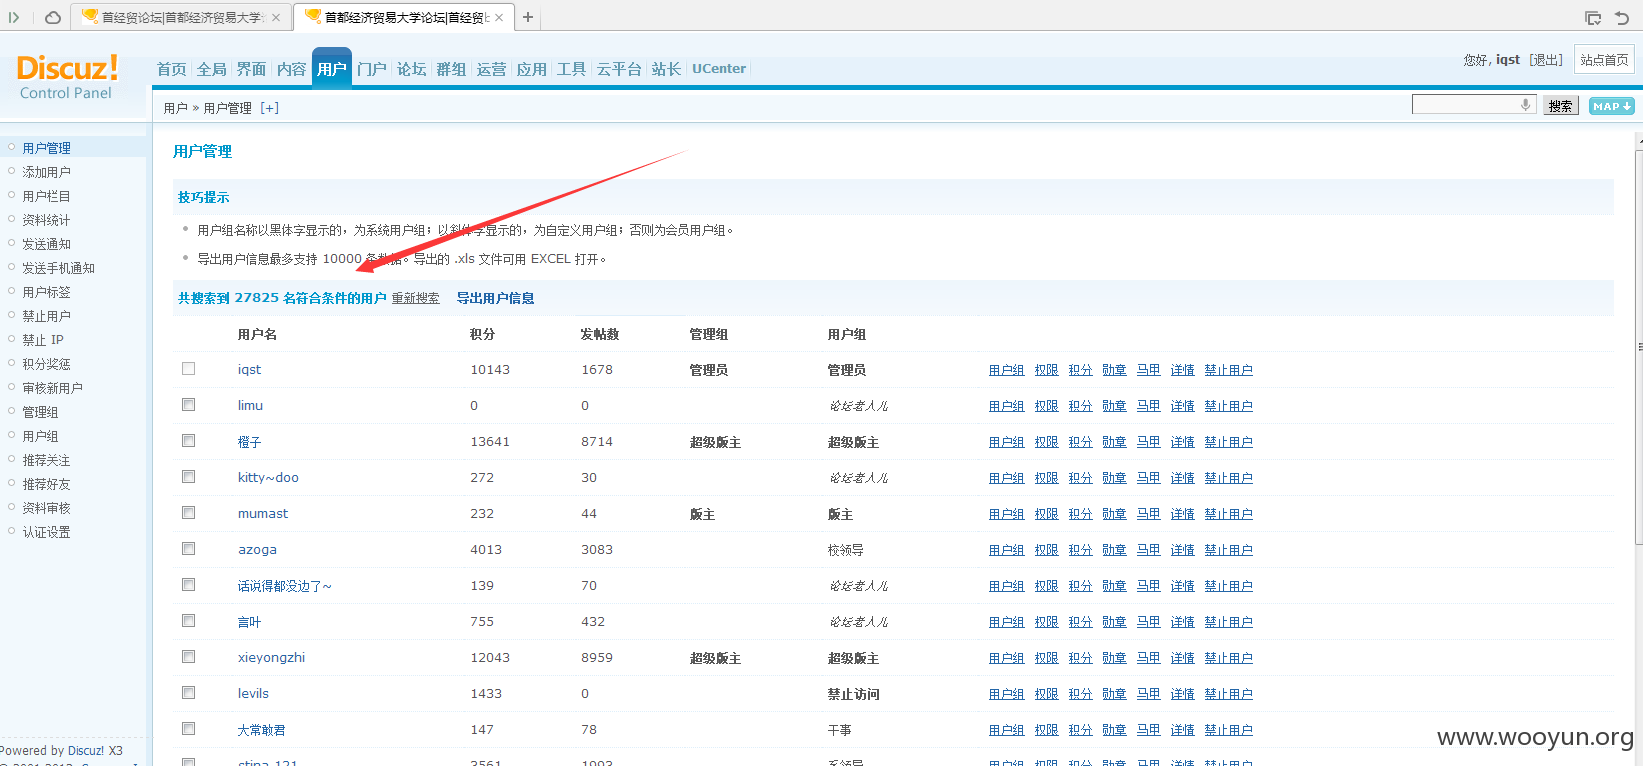 首经贸论坛|首都经济贸易大学
首都经济贸易大学论坛|首经贸
Discuz!
Control Panel
首页 全局 界面 内容 用户 门户 论坛 群组 运营 应用 工具 云平台 站长 UCenter
您好, iqst [退出] 站点首页
用户 » 用户管理 [+]
搜索 MAP
用户管理
添加用户
用户栏目
资料统计
发送通知
发送手机通知
用户标签
禁止用户
禁止 IP
积分奖惩
审核新用户
管理组
用户组
推荐关注
推荐好友
资料审核
认证设置
Powered by Discuz! X3
用户管理
技巧提示
用户组名称以黑体字显示的，为系统用户组；以斜体字显示的，为自定义用户组；否则为会员用户组。
导出用户信息最多支持 10000 条数据。导出的 .xls 文件可用 EXCEL 打开。
共搜索到 27825 名符合条件的用户 重新搜索 导出用户信息
用户名 积分 发帖数 管理组 用户组
iqst 10143 1678 管理员 管理员 用户组 权限 积分 勋章 马甲 详情 禁止用户
limu 0 0 论坛老人儿 用户组 权限 积分 勋章 马甲 详情 禁止用户
橙子 13641 8714 超级版主 超级版主 用户组 权限 积分 勋章 马甲 详情 禁止用户
kitty~doo 272 30 论坛老人儿 用户组 权限 积分 勋章 马甲 详情 禁止用户
mumast 232 44 版主 版主 用户组 权限 积分 勋章 马甲 详情 禁止用户
azoga 4013 3083 校领导 用户组 权限 积分 勋章 马甲 详情 禁止用户
话说得都没边了~ 139 70 论坛老人儿 用户组 权限 积分 勋章 马甲 详情 禁止用户
言叶 755 432 论坛老人儿 用户组 权限 积分 勋章 马甲 详情 禁止用户
xieyongzhi 12043 8959 超级版主 超级版主 用户组 权限 积分 勋章 马甲 详情 禁止用户
levils 1433 0 禁止访问 用户组 权限 积分 勋章 马甲 详情 禁止用户
大常敢君 147 78 干事 用户组 权限 积分 勋章 马甲 详情 禁止用户
用户组 权限 积分 勋章 马甲 详情 禁止用户
www.wooyun.org